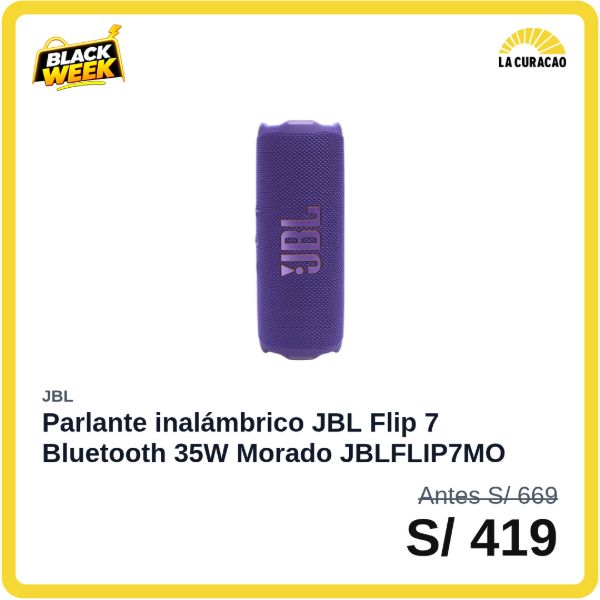 BLACK
WEEK
LA CURACAO
JBL
JBL
Parlante inalámbrico JBL Flip 7
Bluetooth 35W Morado JBLFLIP7MO
Antes S/ 669
S/ 419